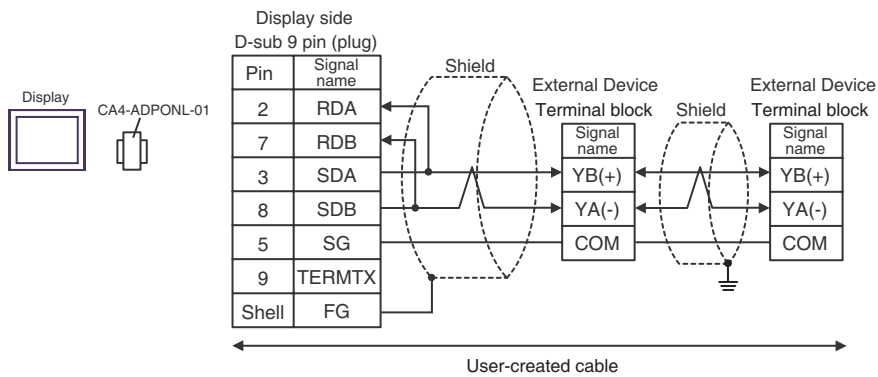 Display side
D-sub 9 pin (plug)
Display
CA4-ADPONL-01
Pin Signal name
2 RDA
7 RDB
3 SDA
8 SDB
5 SG
9 TERMTX
Shell FG
Shield
External Device
Terminal block
Signal name
YB(+)
YA(-)
COM
Shield
External Device
Terminal block
Signal name
YB(+)
YA(-)
COM
User-created cable